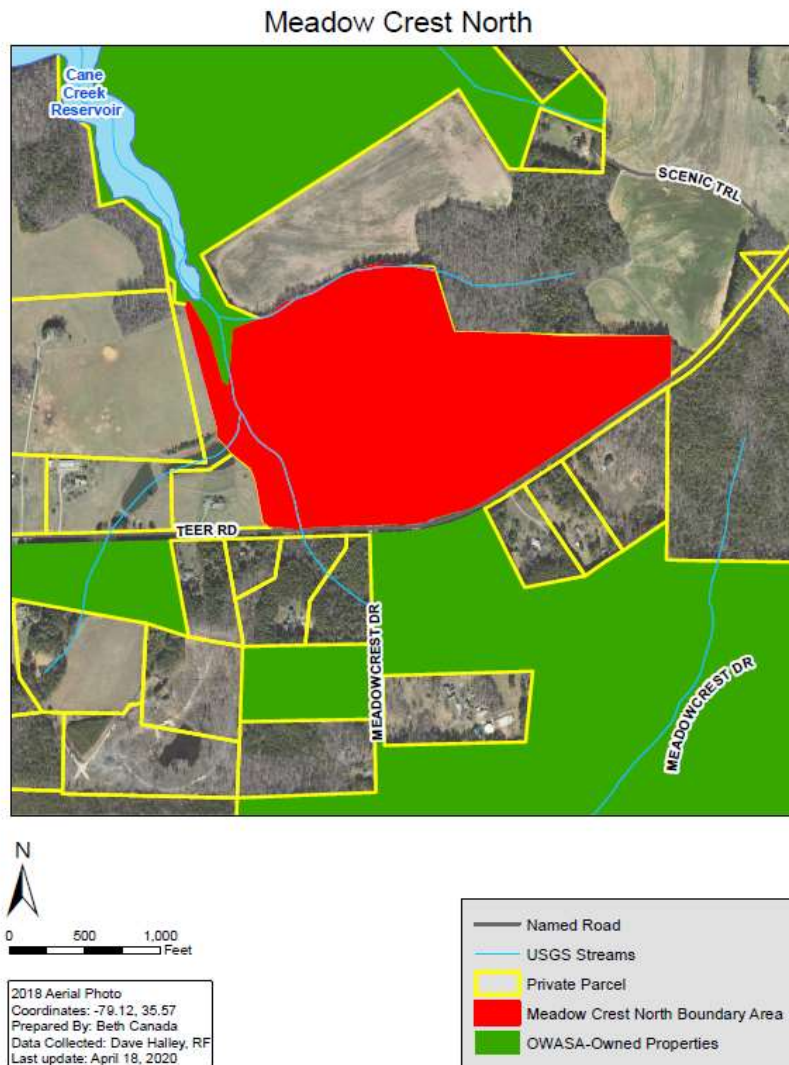 Meadow Crest North
Cane
Creek
Reservoir
SCENIC TRL
TEER RD
MEADOWCREST DR
MEADOWCREST DR
N
0 500 1,000
Feet
2018 Aerial Photo
Coordinates: -79.12, 35.57
Prepared By: Beth Canada
Data Collected: Dave Halley, RF
Last update: April 18, 2020
Named Road
USGS Streams
Private Parcel
Meadow Crest North Boundary Area
OWASA-Owned Properties